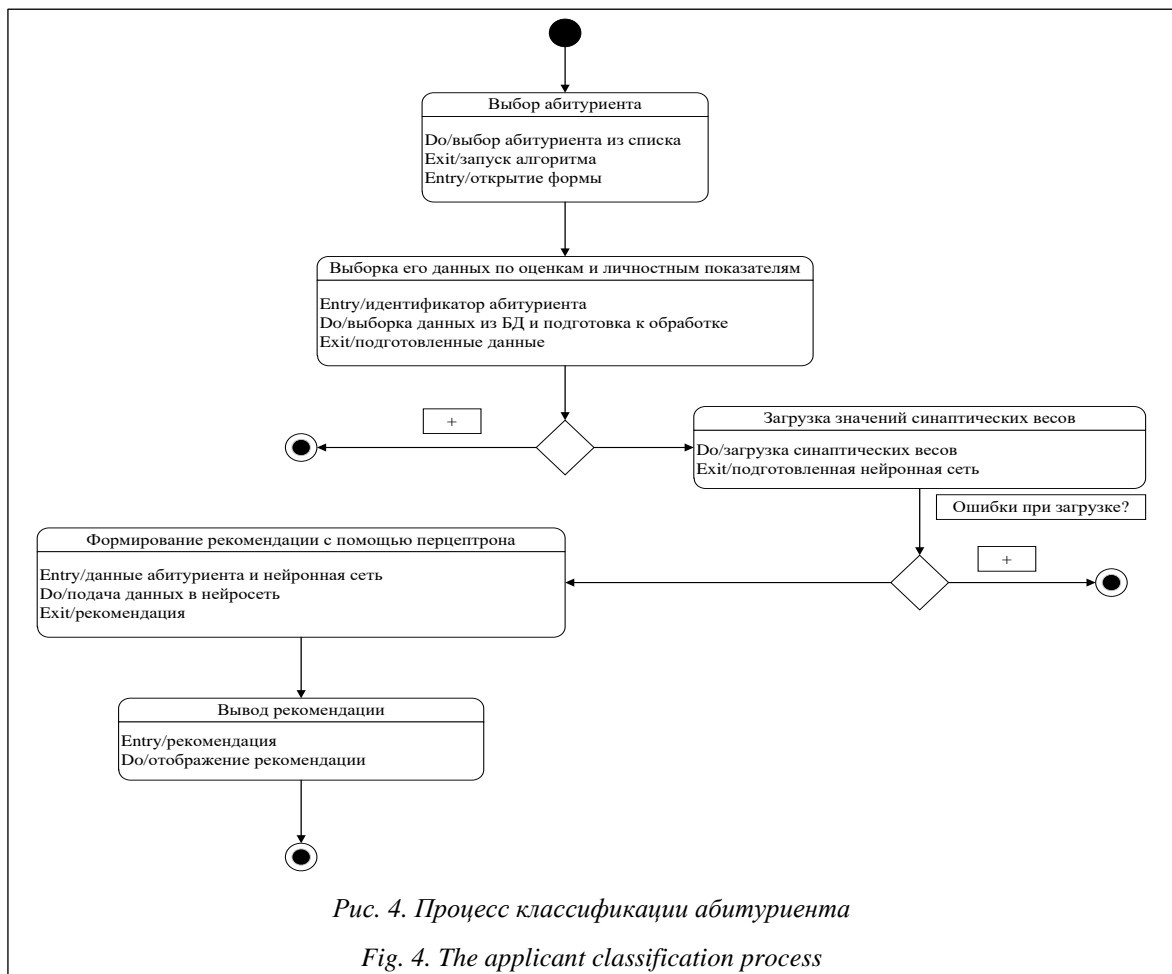 Выбор абитуриента
Do/выбор абитуриента из списка
Exit/запуск алгоритма
Entry/открытие формы
Выборка его данных по оценкам и личностным показателям
Entry/идентификатор абитуриента
Do/выборка данных из БД и подготовка к обработке
Exit/подготовленные данные
+
Загрузка значений синаптических весов
Do/загрузка синаптических весов
Exit/подготовленная нейронная сеть
Ошибки при загрузке?
+
Формирование рекомендации с помощью перцептрона
Entry/данные абитуриента и нейронная сеть
Do/подача данных в нейросеть
Exit/рекомендация
Вывод рекомендации
Entry/рекомендация
Do/отображение рекомендации
Рис. 4. Процесс классификации абитуриента
Fig. 4. The applicant classification process